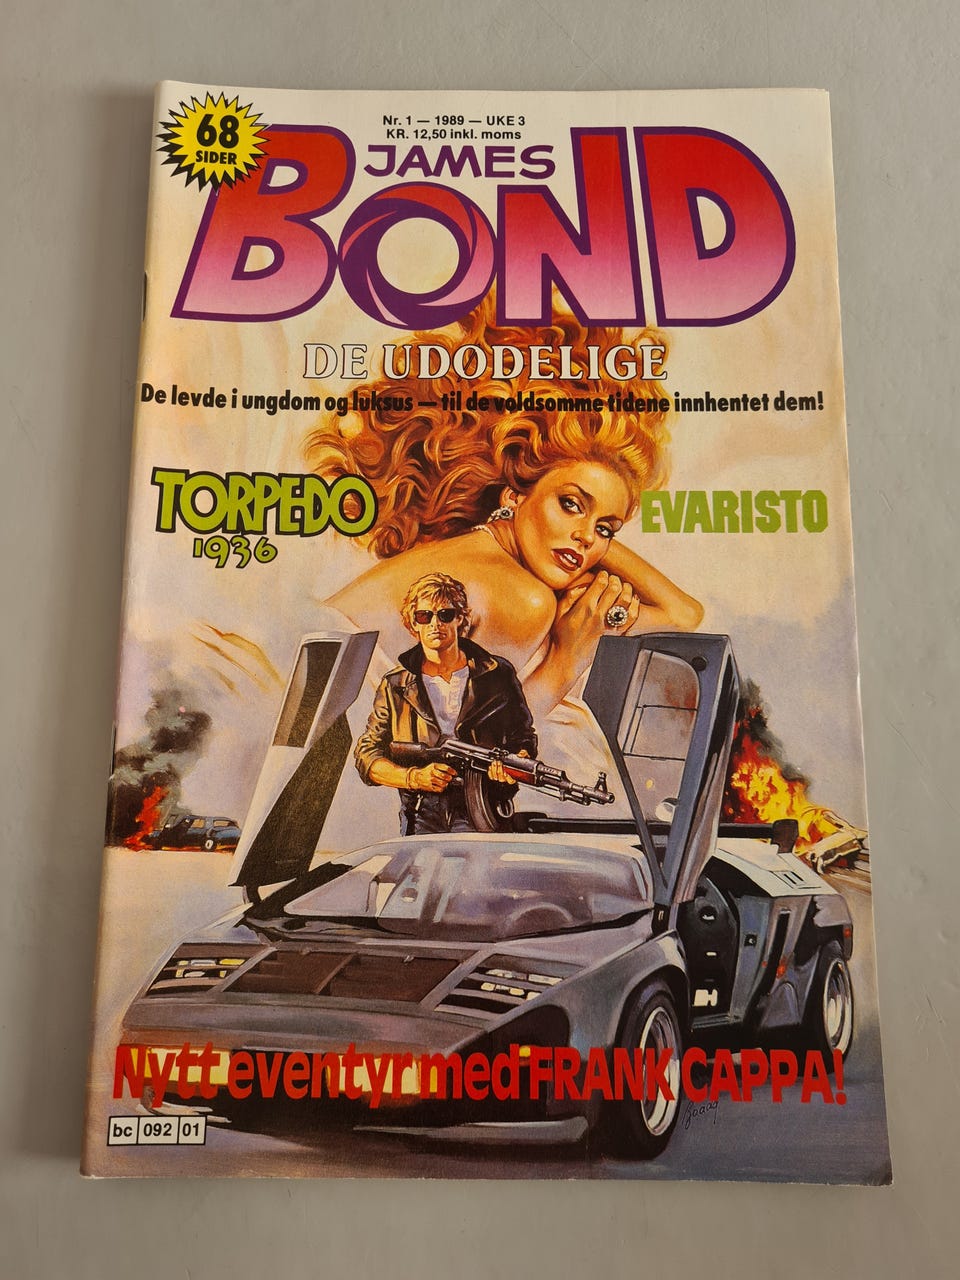 68
SIDER
Nr. 1 — 1989 — UKE 3
KR. 12,50 inkl. moms
JAMES
BOND
DE UDØDELIGE
De levde i ungdom og luksus — til de voldsomme tidene innhentet dem!
TORPEDO
1936
EVARISTO
Nytt eventyr med FRANK CAPPA!
bc 092 01